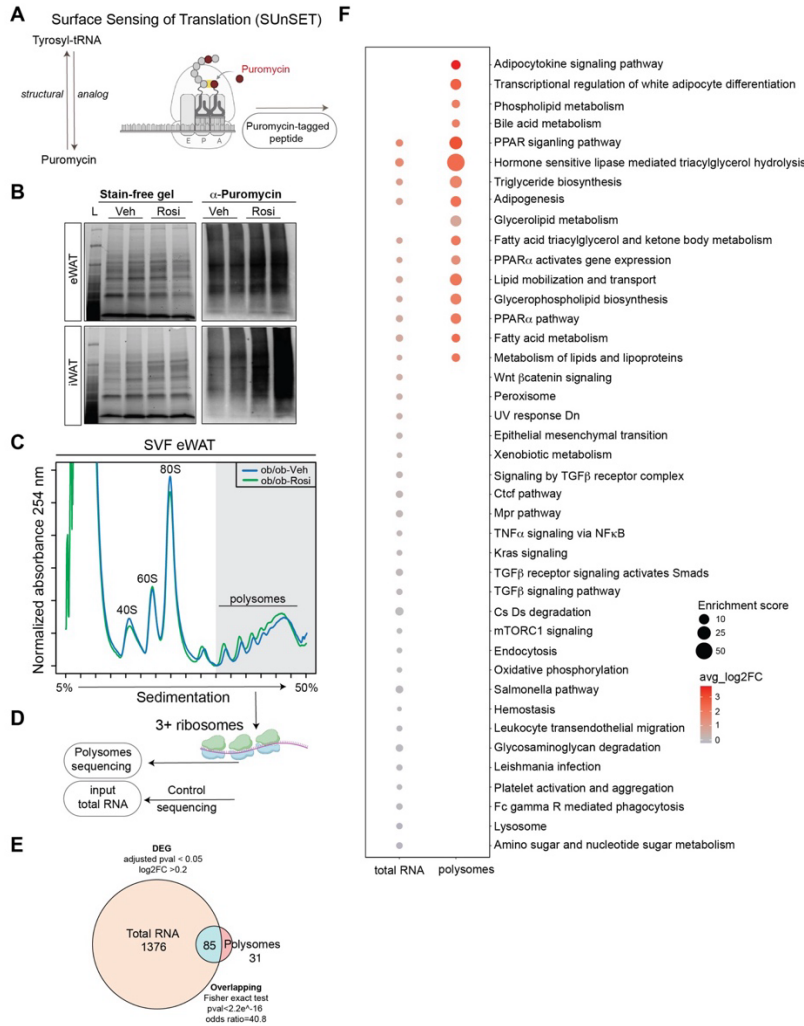 A
Surface Sensing of Translation (SUnSET)
Tyrosyl-tRNA
structural
analog
Puromycin
Puromycin
E P A
Puromycin-tagged
peptide
B
Stain-free gel
α-Puromycin
L Veh Rosi Veh Rosi
eWAT
iWAT
C
SVF eWAT
Normalized absorbance 254 nm
80S
ob/ob-Veh
ob/ob-Rosi
60S
40S
polysomes
5%
Sedimentation
50%
D
3+ ribosomes
Polysomes
sequencing
input
total RNA
Control
sequencing
E
DEG
adjusted pval < 0.05
log2FC >0.2
Total RNA
1376
85
Polysomes
31
Overlapping
Fisher exact test
pval<2.2e^-16
odds ratio=40.8
F
Adipocytokine signaling pathway
Transcriptional regulation of white adipocyte differentiation
Phospholipid metabolism
Bile acid metabolism
PPAR siganling pathway
Hormone sensitive lipase mediated triacylglycerol hydrolysis
Triglyceride biosynthesis
Adipogenesis
Glycerolipid metabolism
Fatty acid triacylglycerol and ketone body metabolism
PPARα activates gene expression
Lipid mobilization and transport
Glycerophospholipid biosynthesis
PPARα pathway
Fatty acid metabolism
Metabolism of lipids and lipoproteins
Wnt βcatenin signaling
Peroxisome
UV response Dn
Epithelial mesenchymal transition
Xenobiotic metabolism
Signaling by TGFβ receptor complex
Ctcf pathway
Mpr pathway
TNFα signaling via NFκB
Kras signaling
TGFβ receptor signaling activates Smads
TGFβ signaling pathway
Cs Ds degradation
mTORC1 signaling
Endocytosis
Oxidative phosphorylation
Salmonella pathway
Hemostasis
Leukocyte transendothelial migration
Glycosaminoglycan degradation
Leishmania infection
Platelet activation and aggregation
Fc gamma R mediated phagocytosis
Lysosome
Amino sugar and nucleotide sugar metabolism
total RNA
polysomes
Enrichment score
10
25
50
avg_log2FC
3
2
1
0